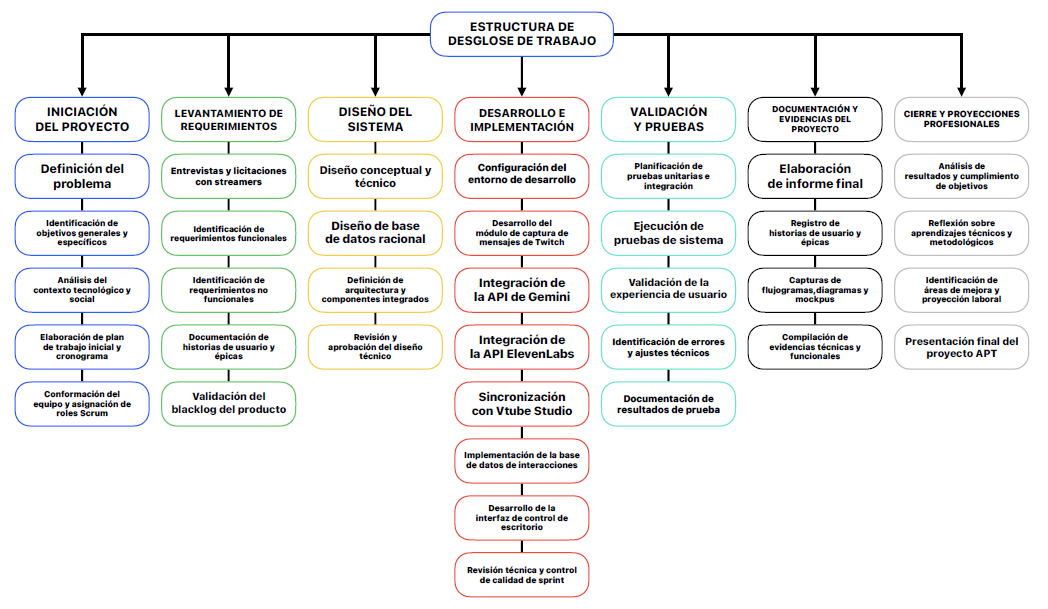 ESTRUCTURA DE
DESGLOSE DE TRABAJO
INICIACIÓN
DEL PROYECTO
Definición del
problema
Identificación de
objetivos generales y
específicos
Análisis del
contexto tecnológico y
social
Elaboración de plan
de trabajo inicial y
cronograma
Conformación del
equipo y asignación de
roles Scrum
LEVANTAMIENTO DE
REQUERIMIENTOS
Entrevistas y licitaciones
con streamers
Identificación de
requerimientos funcionales
Identificación de
requerimientos no
funcionales
Documentación de
historias de usuario y
épicas
Validación del
blacklog del producto
DISEÑO DEL
SISTEMA
Diseño conceptual y
técnico
Diseño de base
de datos racional
Definición de
arquitectura y
componentes integrados
Revisión y
aprobación del diseño
técnico
DESARROLLO E
IMPLEMENTACIÓN
Configuración del
entorno de desarrollo
Desarrollo del
módulo de captura de
mensajes de Twitch
Integración de
la API de Gemini
Integración de
la API ElevenLabs
Sincronización
con Vtube Studio
Implementación de la base
de datos de interacciones
Desarrollo de la
interfaz de control de
escritorio
Revisión técnica y control
de calidad de sprint
VALIDACIÓN
Y PRUEBAS
Planificación de
pruebas unitarias e
integración
Ejecución de
pruebas de sistema
Validación de la
experiencia de usuario
Identificación de errores
y ajustes técnicos
Documentación de
resultados de prueba
DOCUMENTACIÓN Y
EVIDENCIAS DEL
PROYECTO
Elaboración
de informe final
Registro de
historias de usuario y
épicas
Capturas de
flujogramas,diagramas y
mockpus
Compilación de
evidencias técnicas y
funcionales
CIERRE Y PROYECCIONES
PROFESIONALES
Análisis de
resultados y cumplimiento
de objetivos
Reflexión sobre
aprendizajes técnicos y
metodológicos
Identificación de
áreas de mejora y
proyección laboral
Presentación final del
proyecto APT